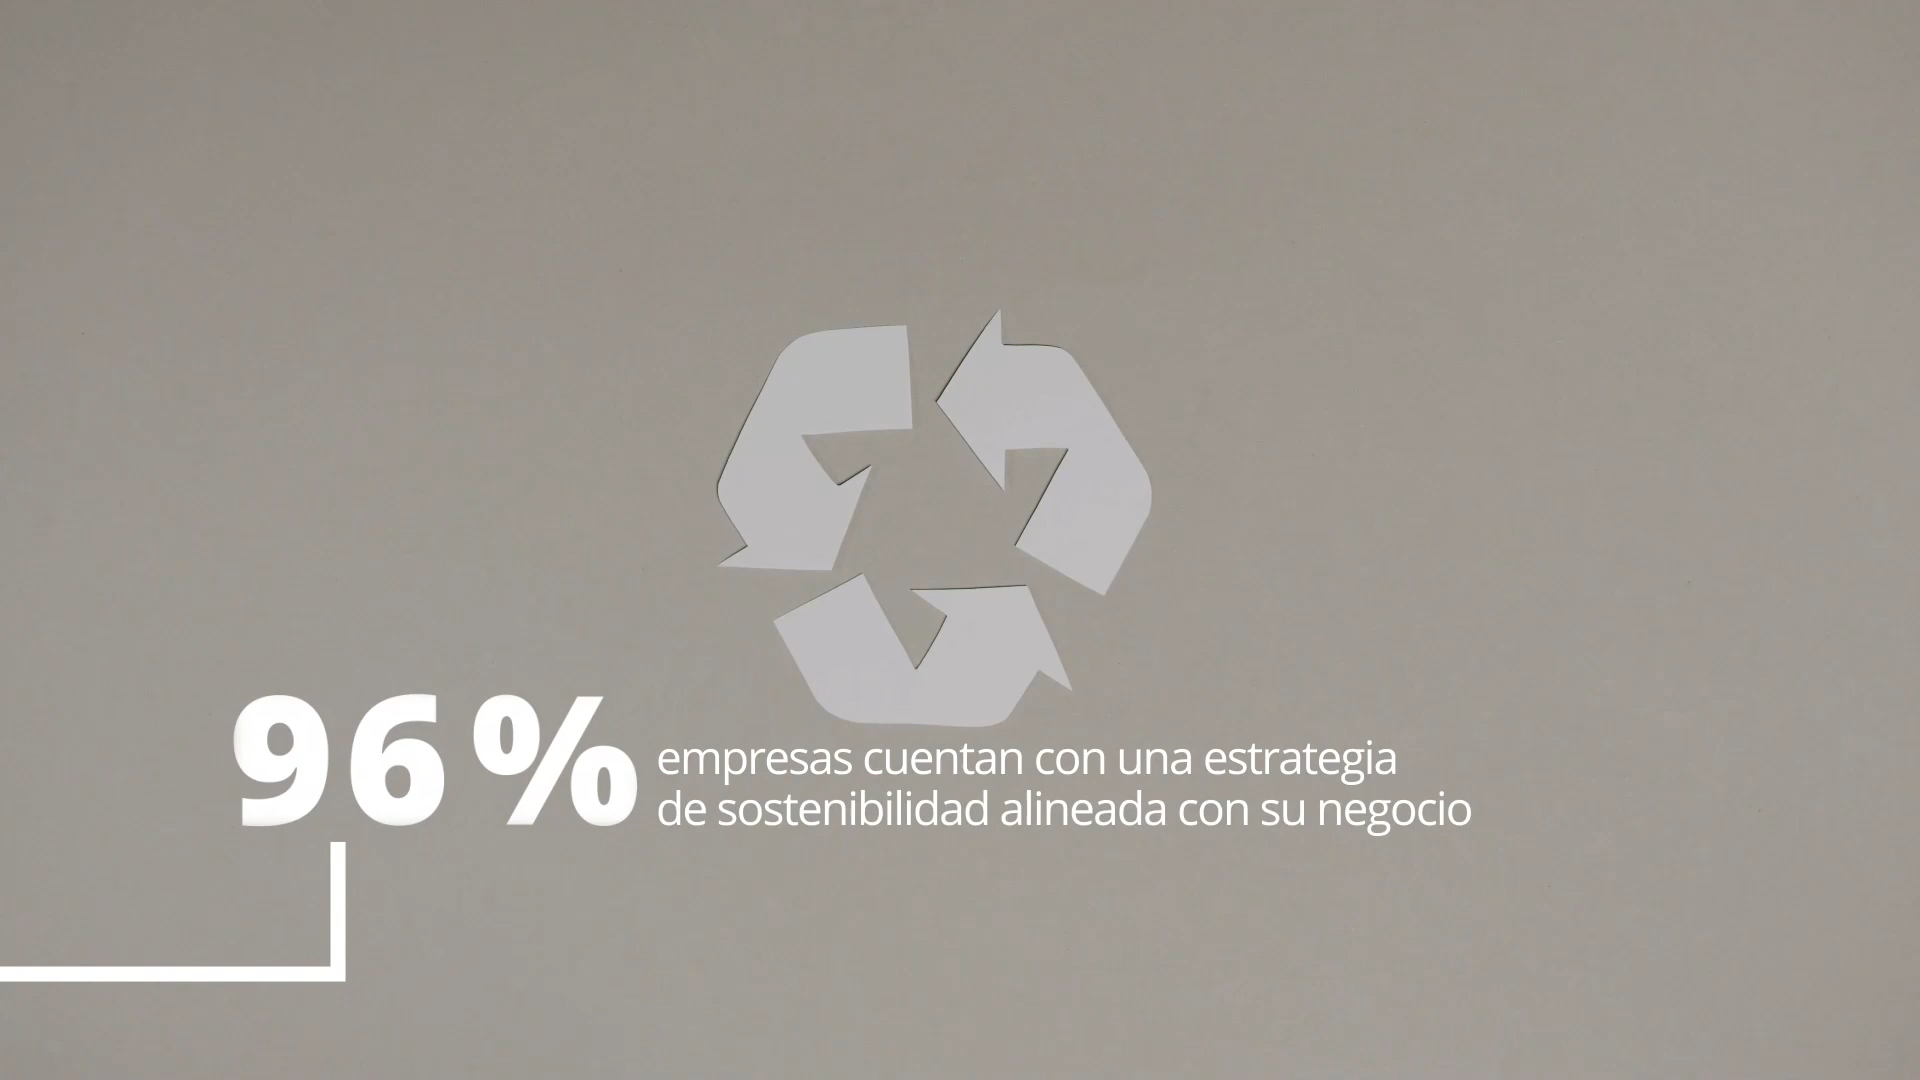 96%
empresas cuentan con una estrategia
de sostenibilidad alineada con su negocio